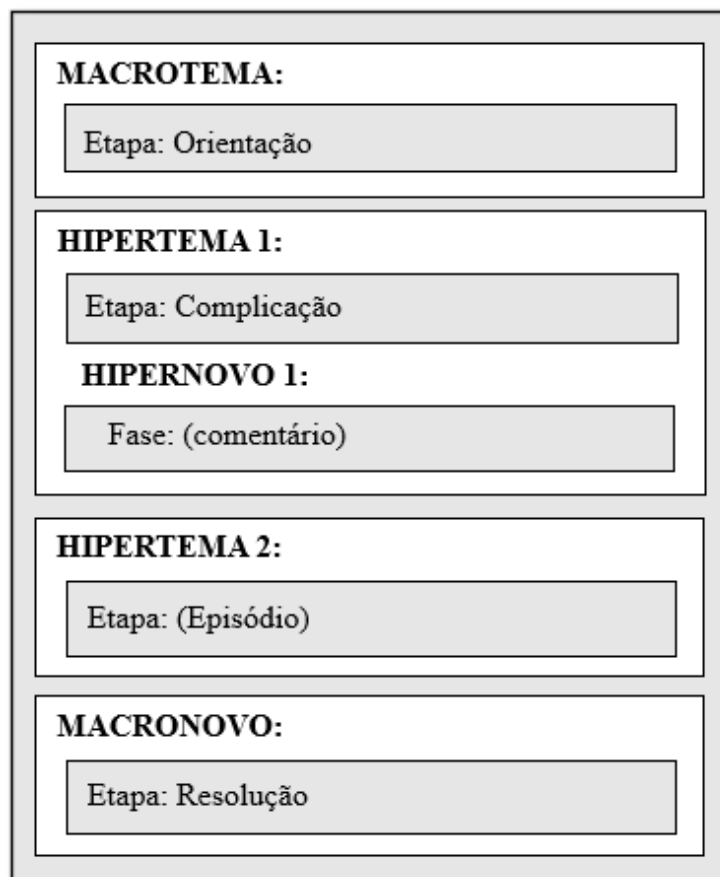 MACROTEMA:
Etapa: Orientação
HIPERTEMA 1:
Etapa: Complicação
HIPERNOVO 1:
Fase: (comentário)
HIPERTEMA 2:
Etapa: (Episódio)
MACRONOVO:
Etapa: Resolução